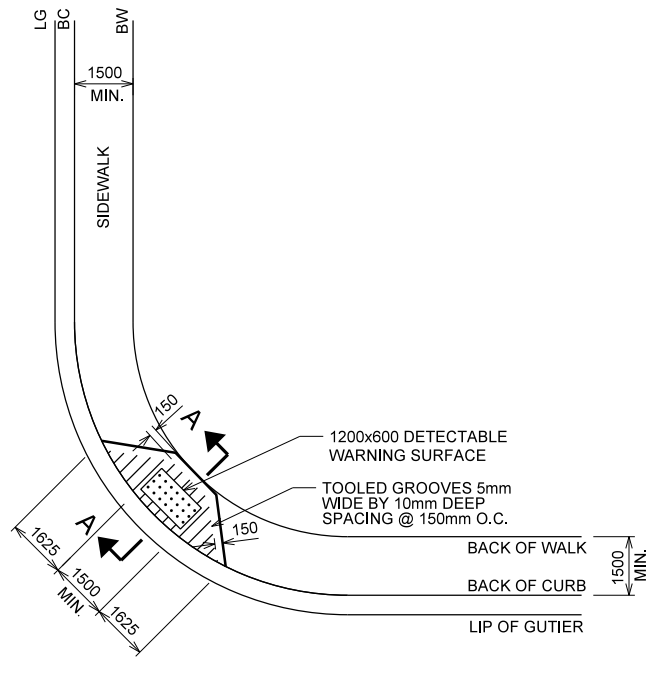 LG
BC
BW
1500
MIN.
SIDEWALK
150
A
1200x600 DETECTABLE
WARNING SURFACE
TOOLED GROOVES 5mm
WIDE BY 10mm DEEP
SPACING @ 150mm O.C.
A
150
1625
1500
MIN.
1625
BACK OF WALK
1500
MIN.
BACK OF CURB
LIP OF GUTIER